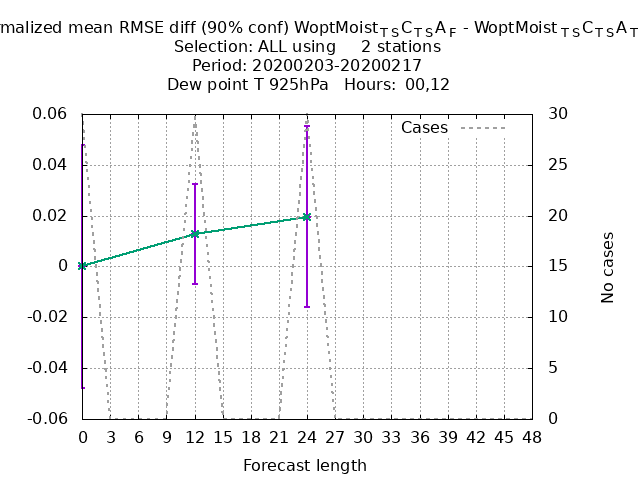 rmalized mean RMSE diff (90% conf) WoptMoistTSCTSAF - WoptMoistTSCTSAT
Selection: ALL using 2 stations
Period: 20200203-20200217
Dew point T 925hPa Hours: 00,12
Cases
0.06
0.04
0.02
0
-0.02
-0.04
-0.06
30
25
20
15
10
5
0
No cases
0 3 6 9 12 15 18 21 24 27 30 33 36 39 42 45 48
Forecast length